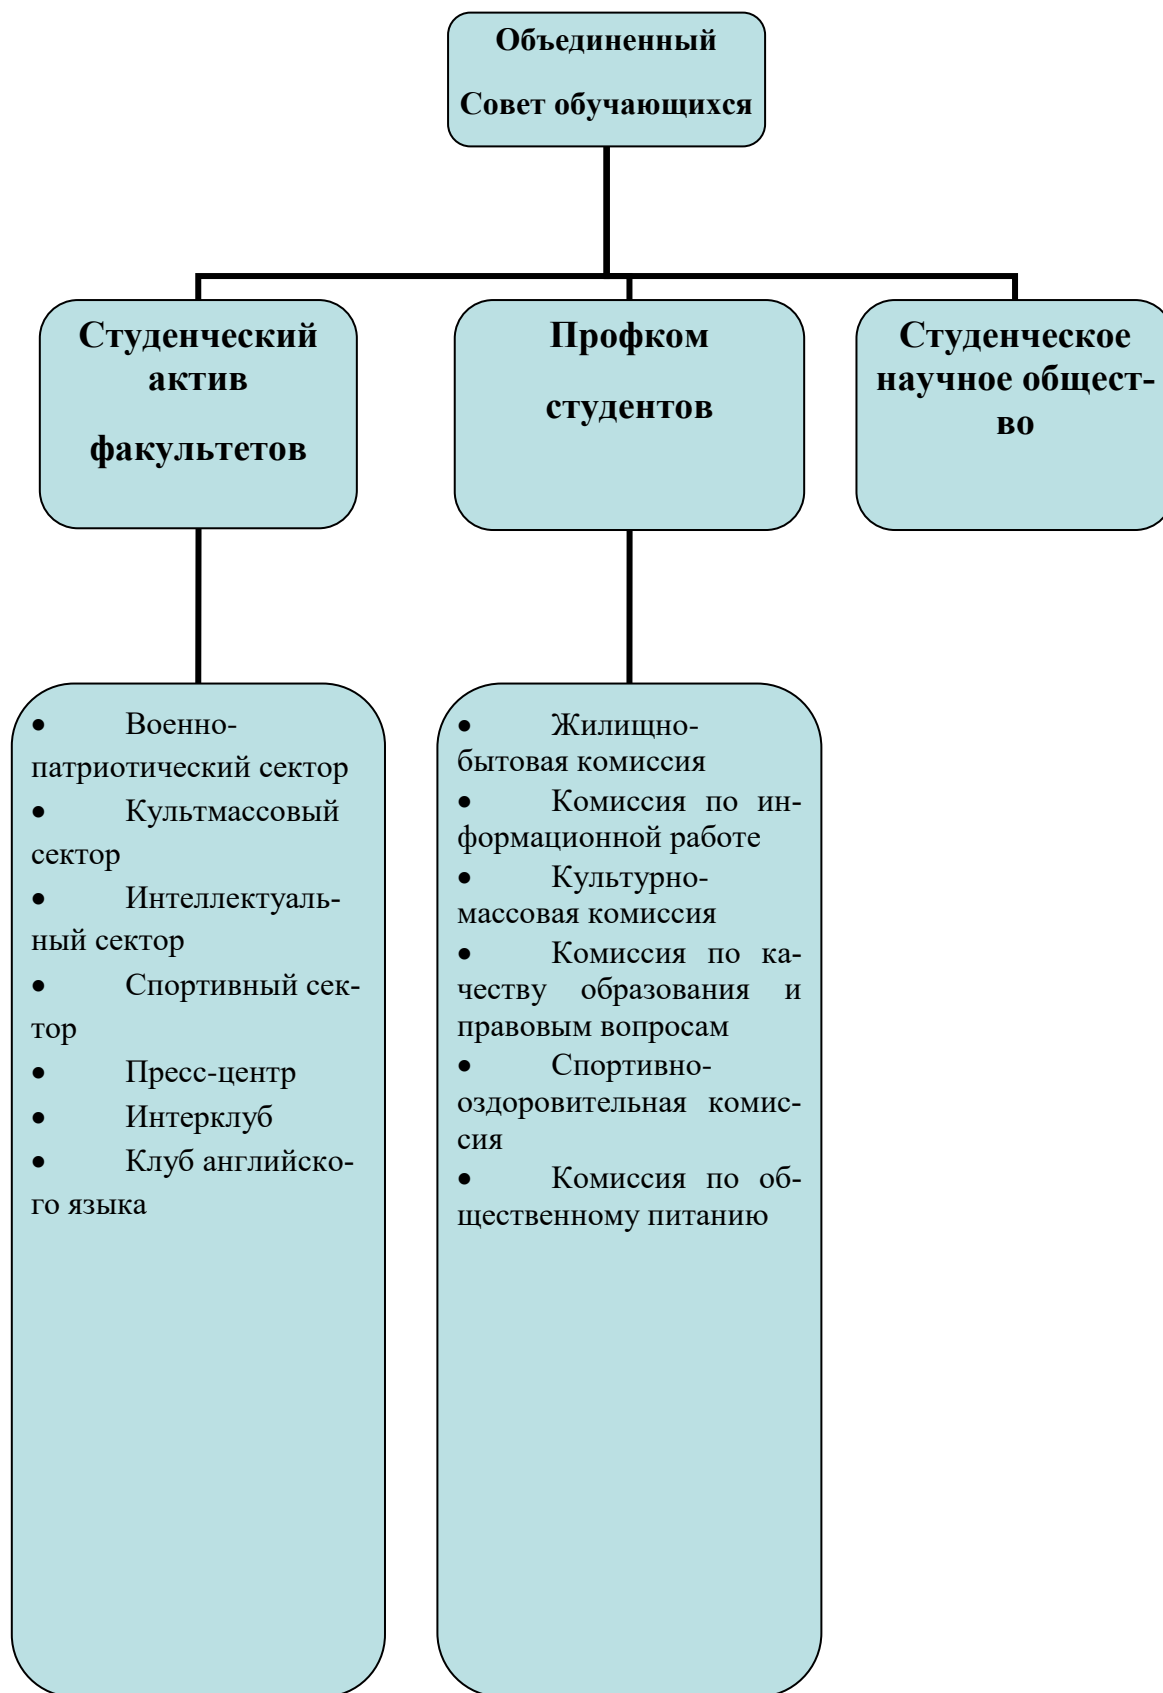 Объединенный
Совет обучающихся
Студенческий
актив
факультетов
Профком
студентов
Студенческое
научное общест-
во
• Военно-
патриотический сектор
• Культмассовый
сектор
• Интеллектуаль-
ный сектор
• Спортивный сек-
тор
• Пресс-центр
• Интерклуб
• Клуб английско-
го языка
• Жилищно-
бытовая комиссия
• Комиссия по ин-
формационной работе
• Культурно-
массовая комиссия
• Комиссия по ка-
честву образования и
правовым вопросам
• Спортивно-
оздоровительная комис-
сия
• Комиссия по об-
щественному питанию